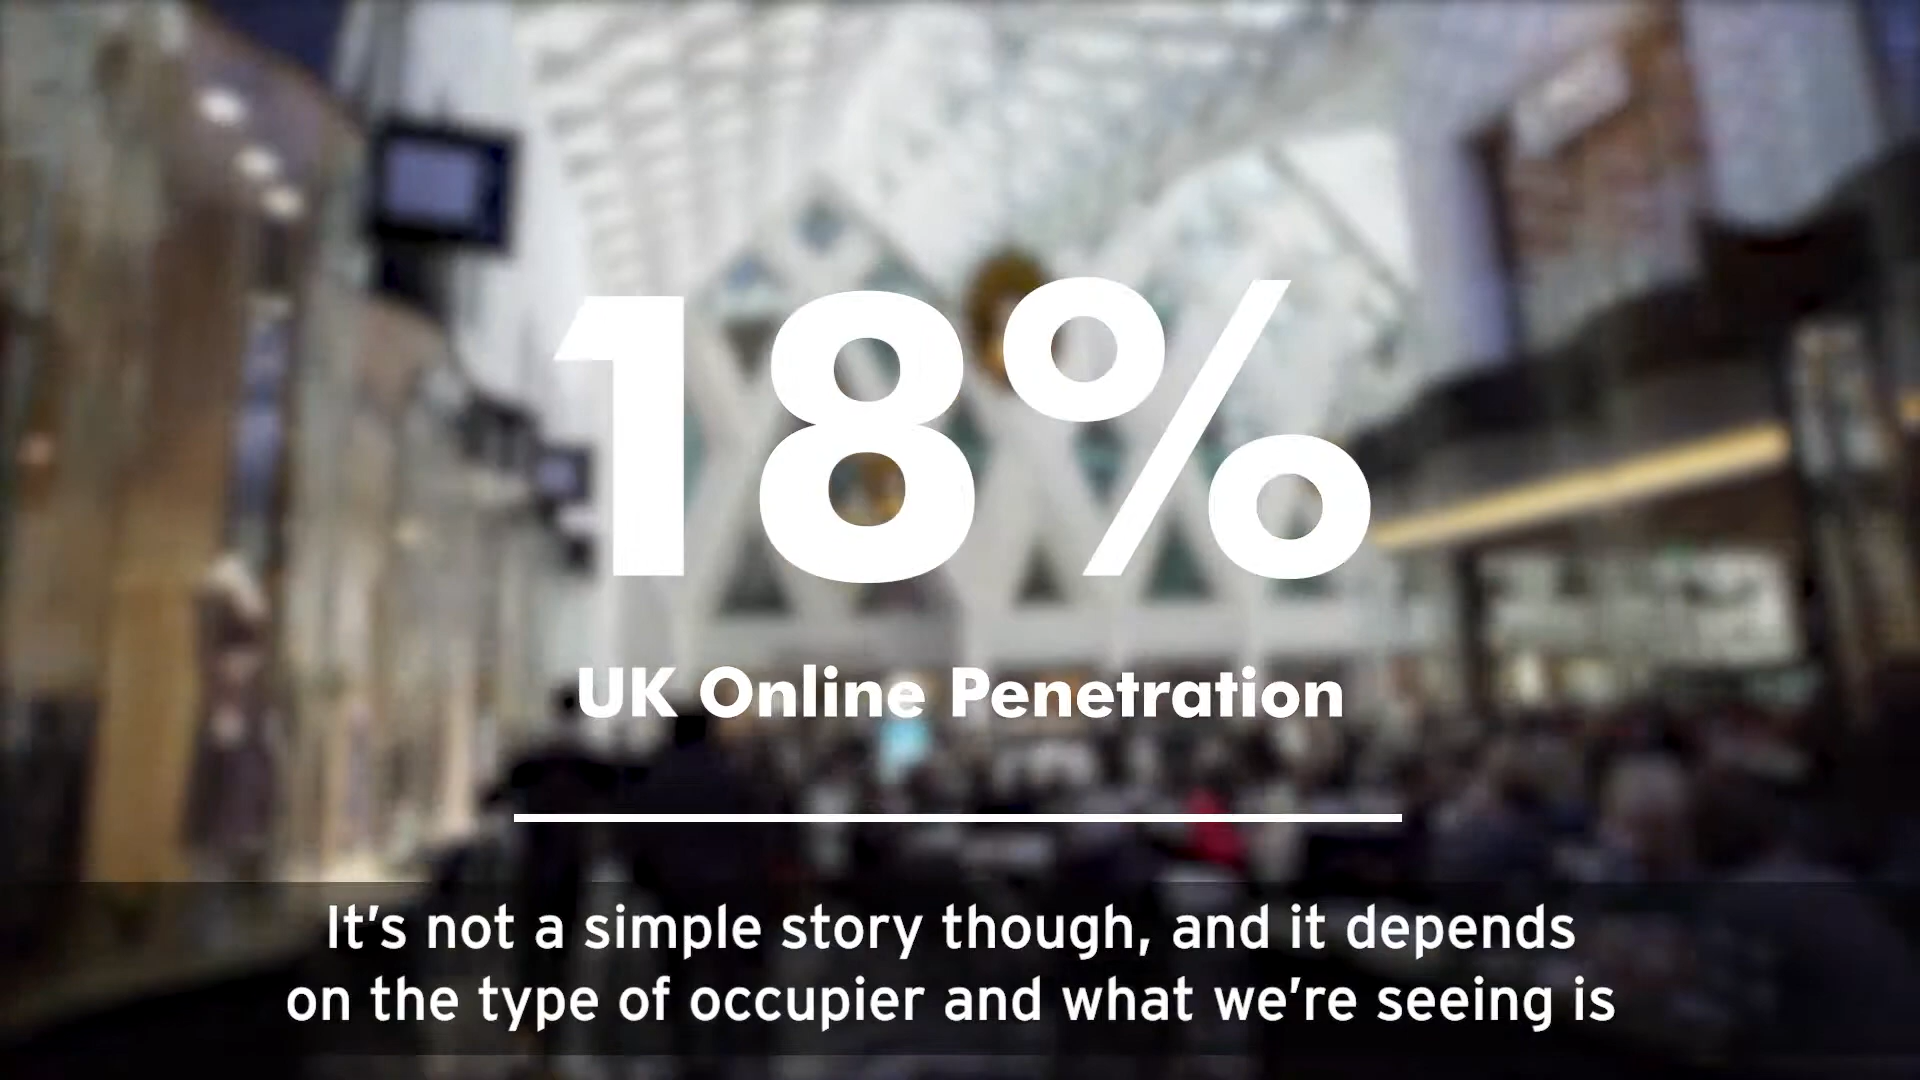 18%
UK Online Penetration
It's not a simple story though, and it depends
on the type of occupier and what we're seeing is